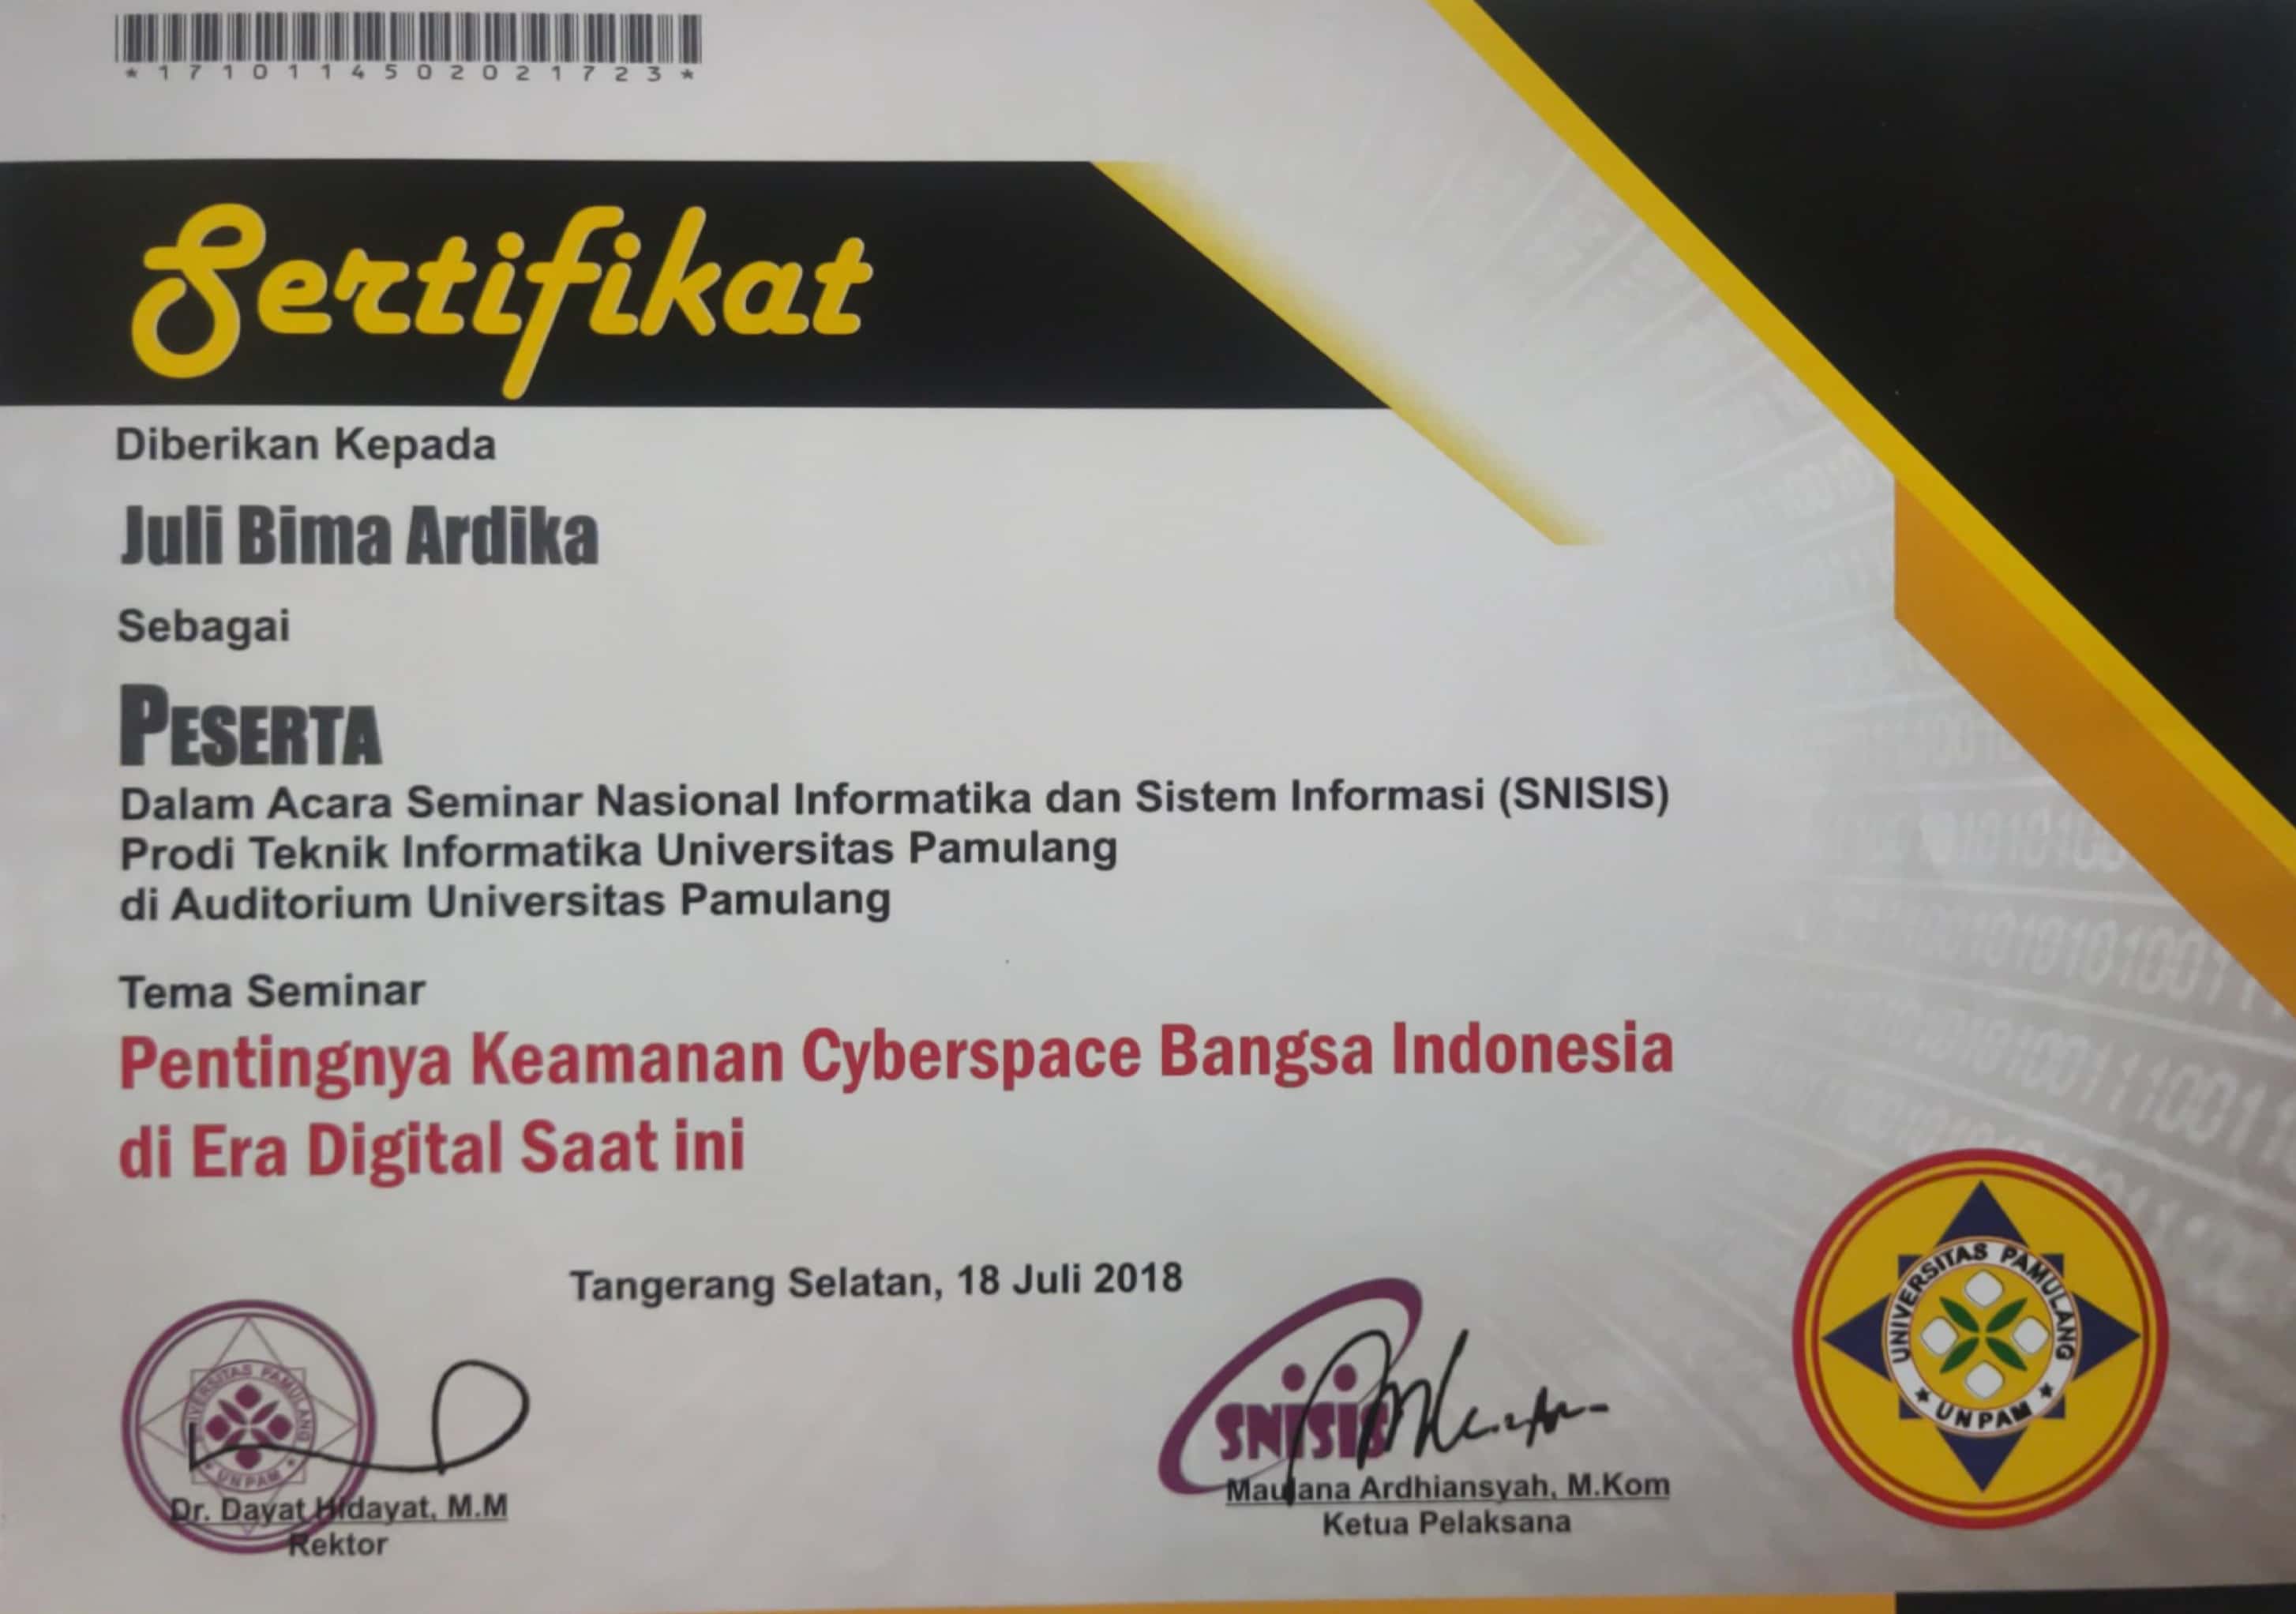 *1710114502021723*
Sertifikat
Diberikan Kepada
Juli Bima Ardika
Sebagai
PESERTA
Dalam Acara Seminar Nasional Informatika dan Sistem Informasi (SNISIS)
Prodi Teknik Informatika Universitas Pamulang
di Auditorium Universitas Pamulang
Tema Seminar
Pentingnya Keamanan Cyberspace Bangsa Indonesia
di Era Digital Saat ini
Tangerang Selatan, 18 Juli 2018
UNIVERSITAS PAMULANG
UNPAM
Dr. Dayat Hidayat, M.M
Rektor
SNISIS
Maulana Ardhiansyah, M.Kom
Ketua Pelaksana
UNIVERSITAS PAMULANG
UNPAM